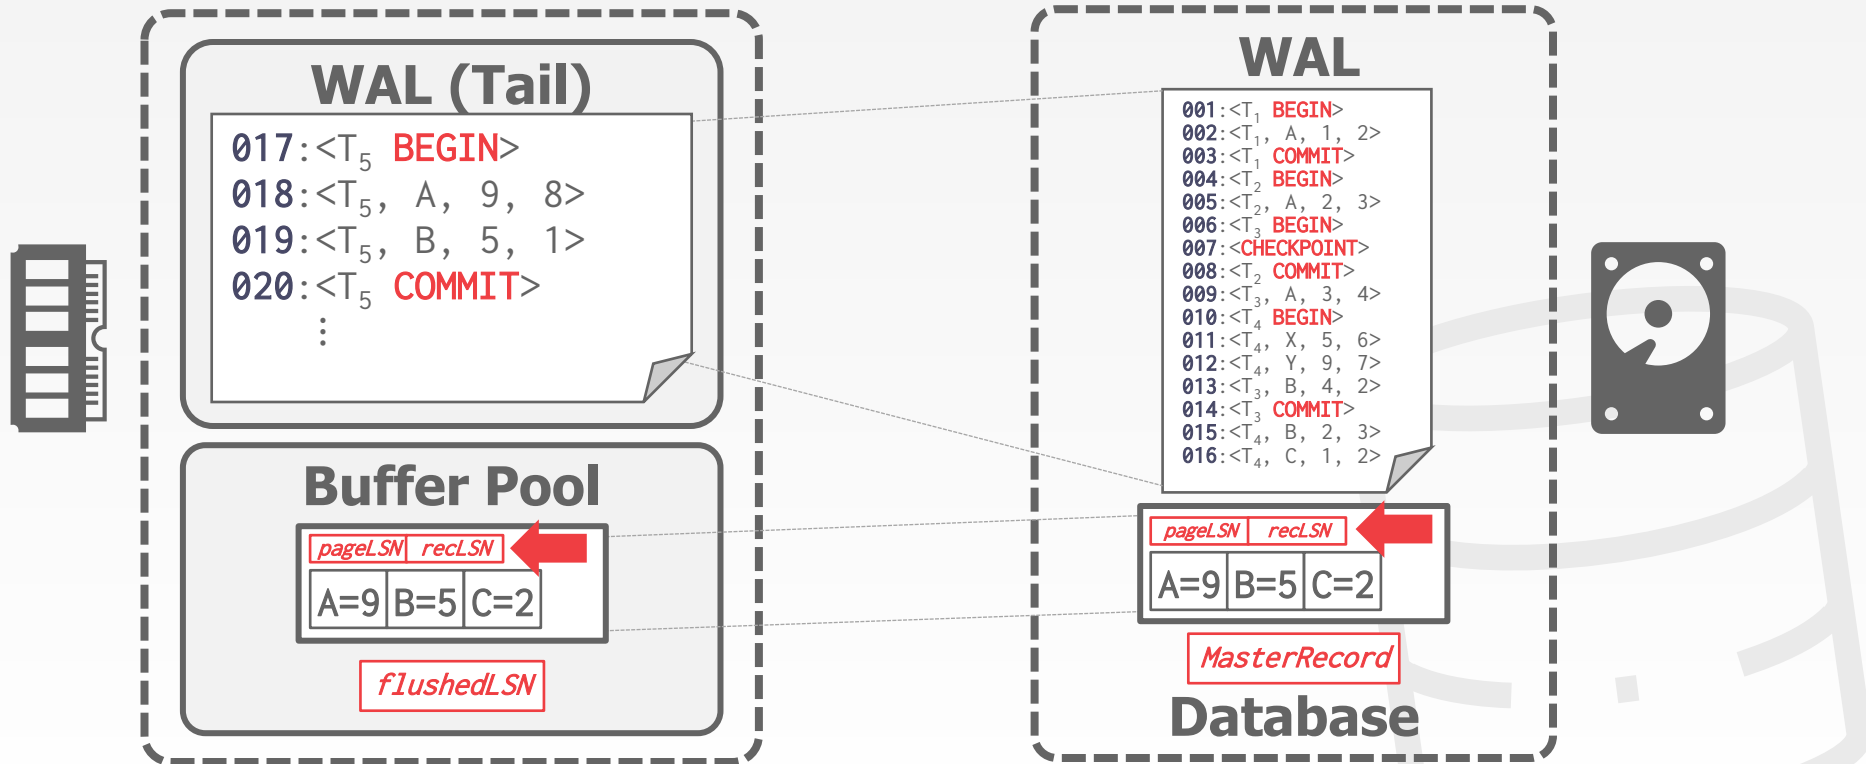 WAL (Tail)
017:<T5 BEGIN>
018:<T5, A, 9, 8>
019:<T5, B, 5, 1>
020:<T5 COMMIT>
⋮
Buffer Pool
pageLSN recLSN
A=9 B=5 C=2
flushedLSN
WAL
001:<T1 BEGIN>
002:<T1, A, 1, 2>
003:<T1 COMMIT>
004:<T2 BEGIN>
005:<T2, A, 2, 3>
006:<T3 BEGIN>
007:<CHECKPOINT>
008:<T2 COMMIT>
009:<T3, A, 3, 4>
010:<T4 BEGIN>
011:<T4, X, 5, 6>
012:<T4, Y, 9, 7>
013:<T3, B, 4, 2>
014:<T3 COMMIT>
015:<T4, B, 2, 3>
016:<T4, C, 1, 2>
pageLSN recLSN
A=9 B=5 C=2
MasterRecord
Database